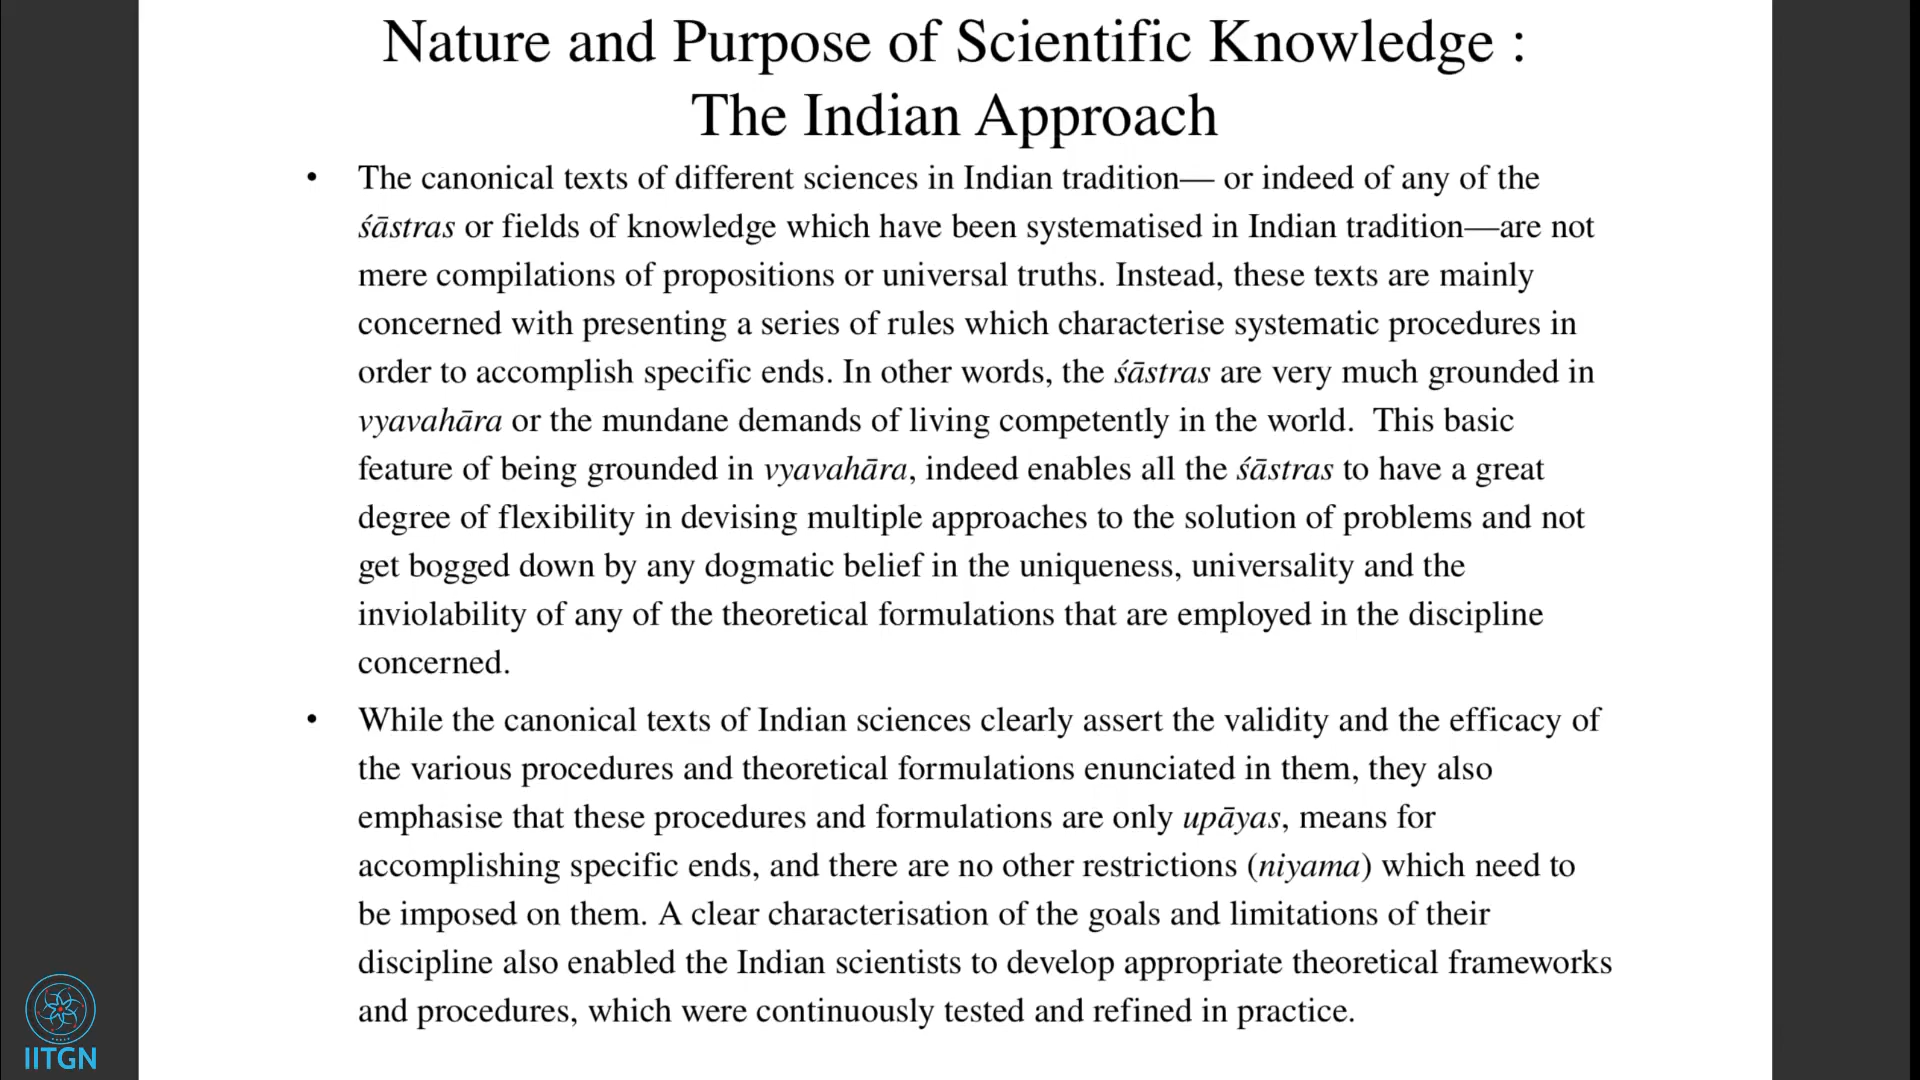 Nature and Purpose of Scientific Knowledge :
The Indian Approach
• The canonical texts of different sciences in Indian tradition— or indeed of any of the
śāstras or fields of knowledge which have been systematised in Indian tradition—are not
mere compilations of propositions or universal truths. Instead, these texts are mainly
concerned with presenting a series of rules which characterise systematic procedures in
order to accomplish specific ends. In other words, the śāstras are very much grounded in
vyavahāra or the mundane demands of living competently in the world.  This basic
feature of being grounded in vyavahāra, indeed enables all the śāstras to have a great
degree of flexibility in devising multiple approaches to the solution of problems and not
get bogged down by any dogmatic belief in the uniqueness, universality and the
inviolability of any of the theoretical formulations that are employed in the discipline
concerned.
• While the canonical texts of Indian sciences clearly assert the validity and the efficacy of
the various procedures and theoretical formulations enunciated in them, they also
emphasise that these procedures and formulations are only upāyas, means for
accomplishing specific ends, and there are no other restrictions (niyama) which need to
be imposed on them. A clear characterisation of the goals and limitations of their
discipline also enabled the Indian scientists to develop appropriate theoretical frameworks
and procedures, which were continuously tested and refined in practice.
IITGN